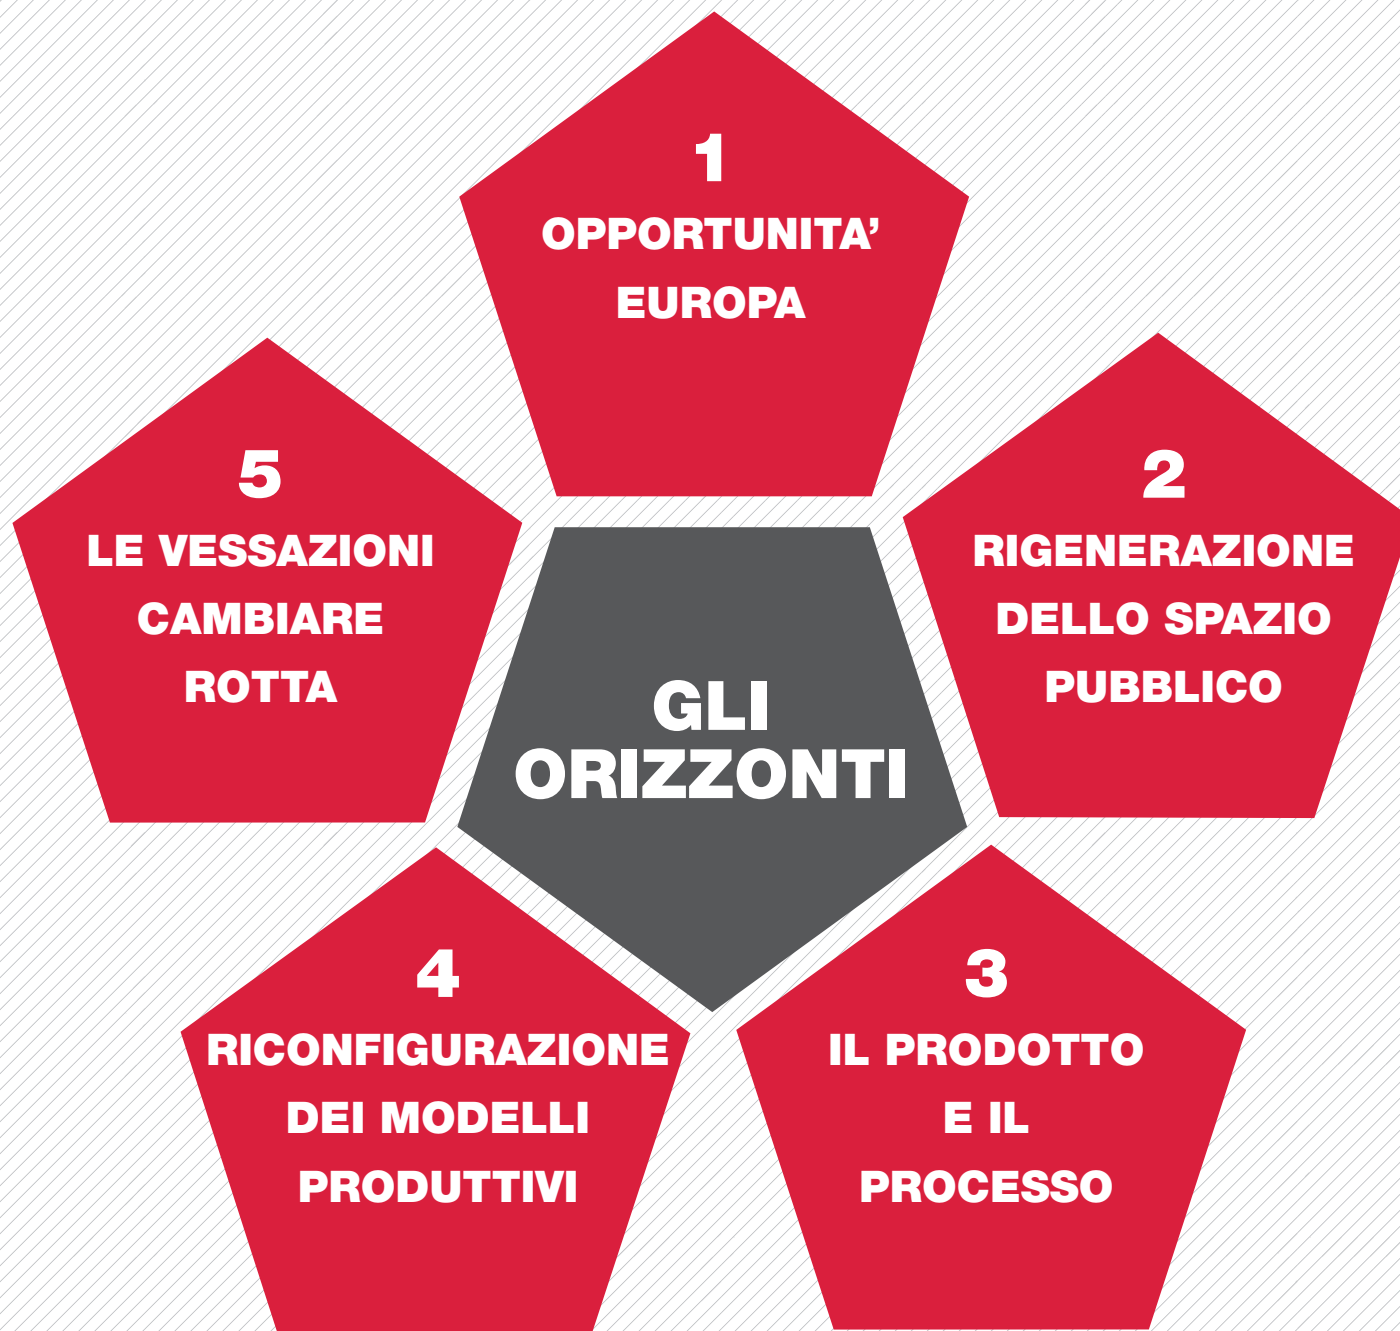 1
OPPORTUNITA’
EUROPA
2
RIGENERAZIONE
DELLO SPAZIO
PUBBLICO
3
IL PRODOTTO
E IL
PROCESSO
4
RICONFIGURAZIONE
DEI MODELLI
PRODUTTIVI
5
LE VESSAZIONI
CAMBIARE
ROTTA
GLI
ORIZZONTI